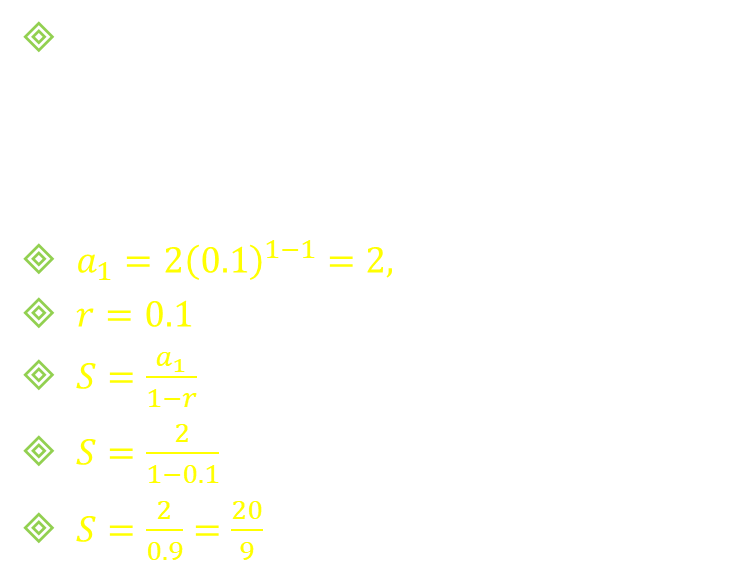 a₁ = 2(0.1)¹⁻¹ = 2,
r = 0.1
S = a₁/(1−r)
S = 2/(1−0.1)
S = 2/0.9 = 20/9